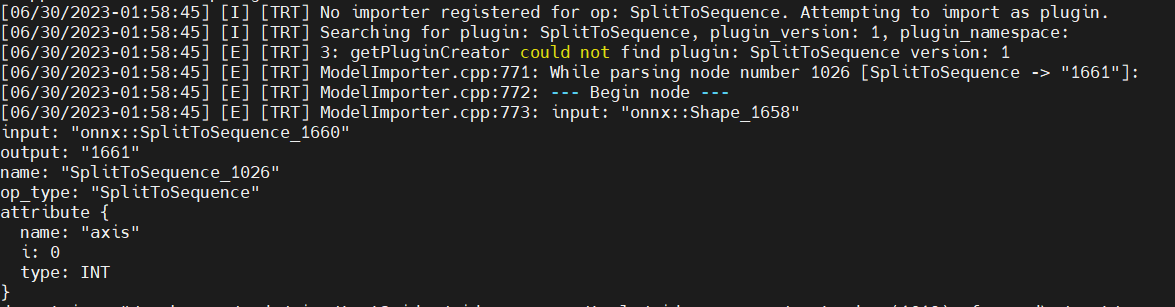 [06/30/2023-01:58:45] [I] [TRT] No importer registered for op: SplitToSequence. Attempting to import as plugin.
[06/30/2023-01:58:45] [I] [TRT] Searching for plugin: SplitToSequence, plugin_version: 1, plugin_namespace:
[06/30/2023-01:58:45] [E] [TRT] 3: getPluginCreator could not find plugin: SplitToSequence version: 1
[06/30/2023-01:58:45] [E] [TRT] ModelImporter.cpp:771: While parsing node number 1026 [SplitToSequence -> "1661"]:
[06/30/2023-01:58:45] [E] [TRT] ModelImporter.cpp:772: --- Begin node ---
[06/30/2023-01:58:45] [E] [TRT] ModelImporter.cpp:773: input: "onnx::Shape_1658"
input: "onnx::SplitToSequence_1660"
output: "1661"
name: "SplitToSequence_1026"
op_type: "SplitToSequence"
attribute {
  name: "axis"
  i: 0
  type: INT
}